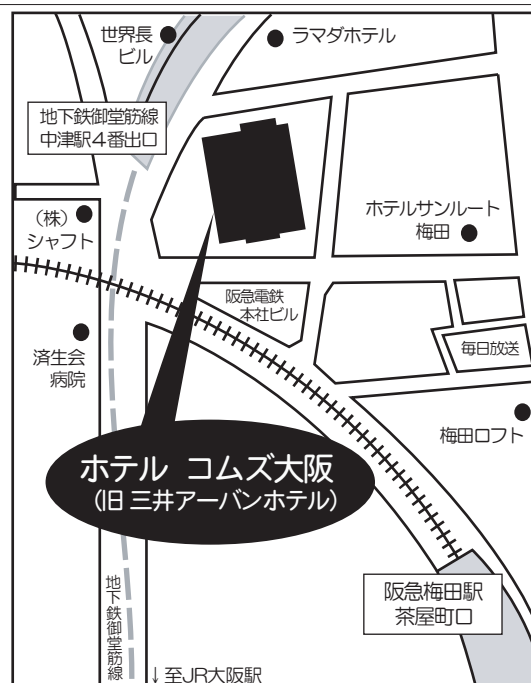 世界長
ビル
ラマダホテル
地下鉄御堂筋線
中津駅4番出口
(株)
シャフト
ホテルサンルート
梅田
阪急電鉄
本社ビル
毎日放送
済生会
病院
梅田ロフト
ホテル コムズ大阪
(旧 三井アーバンホテル)
阪急梅田駅
茶屋町口
地下鉄御堂筋線
↓至JR大阪駅